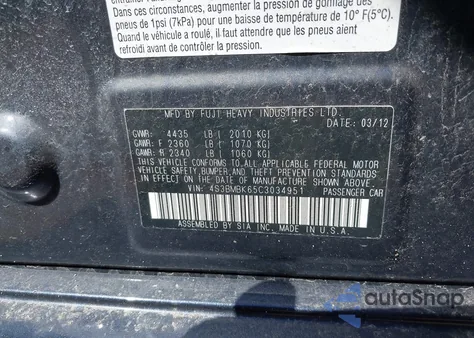 Dans ces circonstances, augmenter la pression de gonflage des
pneus de 1psi (7kPa) pour une baisse de température de 10° F(5°C).
Lorsque le véhicule a roulé, il faut attendre que les pneus aient
refroidi avant de contrôler la pression.
MFD BY FUJI HEAVY INDUSTRIES LTD.
DATE: 03/12
GVWR: 4435 LB ( 2010 KG)
GAWR: F 2360 LB ( 1070 KG)
GAWR: R 2340 LB ( 1060 KG)
THIS VEHICLE CONFORMS TO ALL APPLICABLE FEDERAL MOTOR
VEHICLE SAFETY, BUMPER, AND THEFT PREVENTION STANDARDS
IN EFFECT ON THE DATE OF MANUFACTURE SHOWN ABOVE.
VIN: 4S3BMBK65C3034951 PASSENGER CAR
ASSEMBLED BY SIA INC. MADE IN U.S.A.
autoSnap